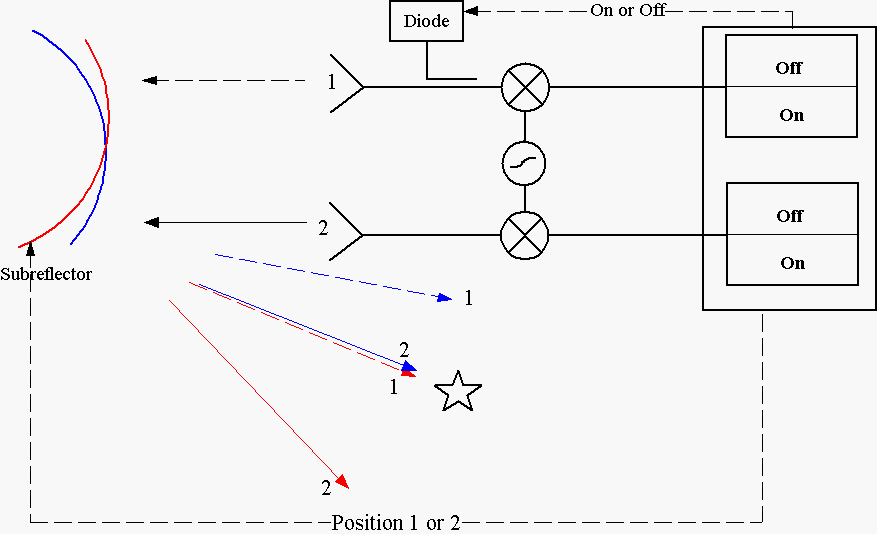 On or Off
Diode
Off
On
1
2
Off
On
Subreflector
1
2
1
2
Position 1 or 2